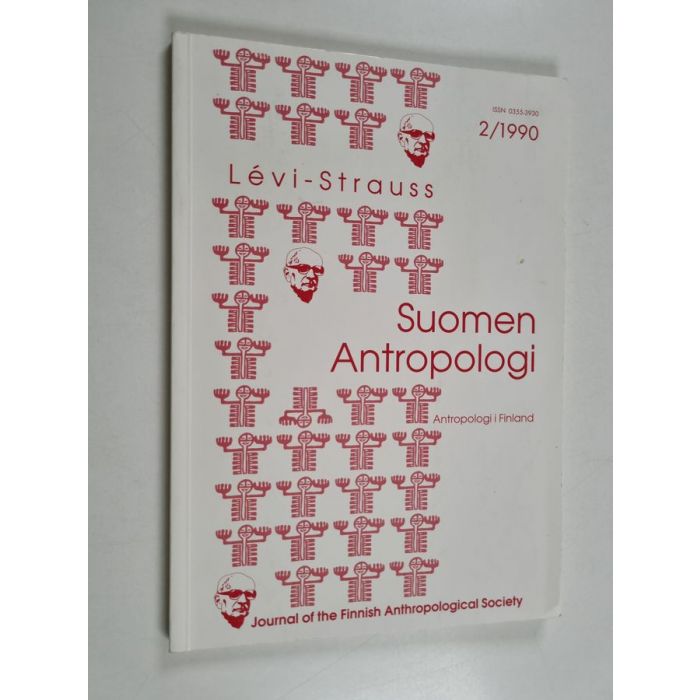 ISSN 0355-3930
2/1990
Lévi-Strauss
Suomen
Antropologi
Antropologi i Finland
Journal of the Finnish Anthropological Society